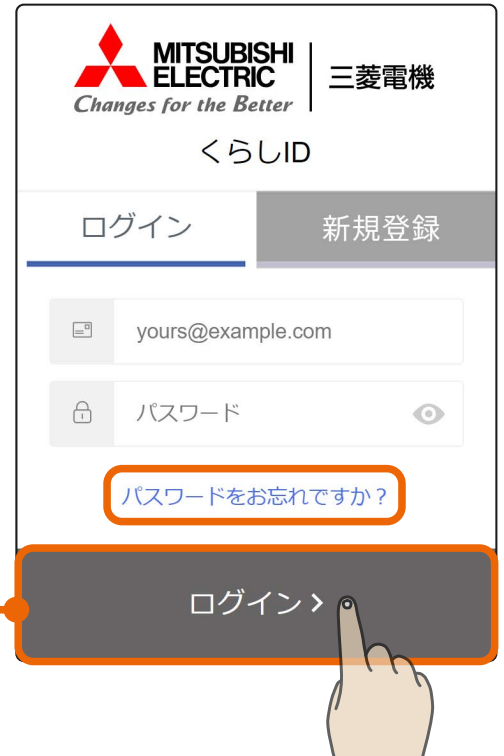 MITSUBISHI
ELECTRIC
Changes for the Better
三菱電機
くらしID
ログイン
新規登録
yours@example.com
パスワード
パスワードをお忘れですか？
ログイン >